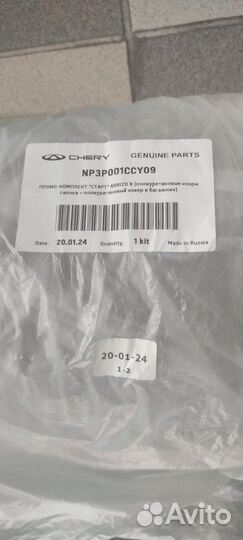 CHERY GENUINE PARTS
NP3P001CCY09
ПРОМО-КОМПЛЕКТ "СТАРТ" ARRIZO 8 (полиуретановые ковры
салона + полиуретановый ковер в багажник)
Date: 20.01.24 Quantity: 1 kit Made in Russia
20-01-24
1-2
Avito